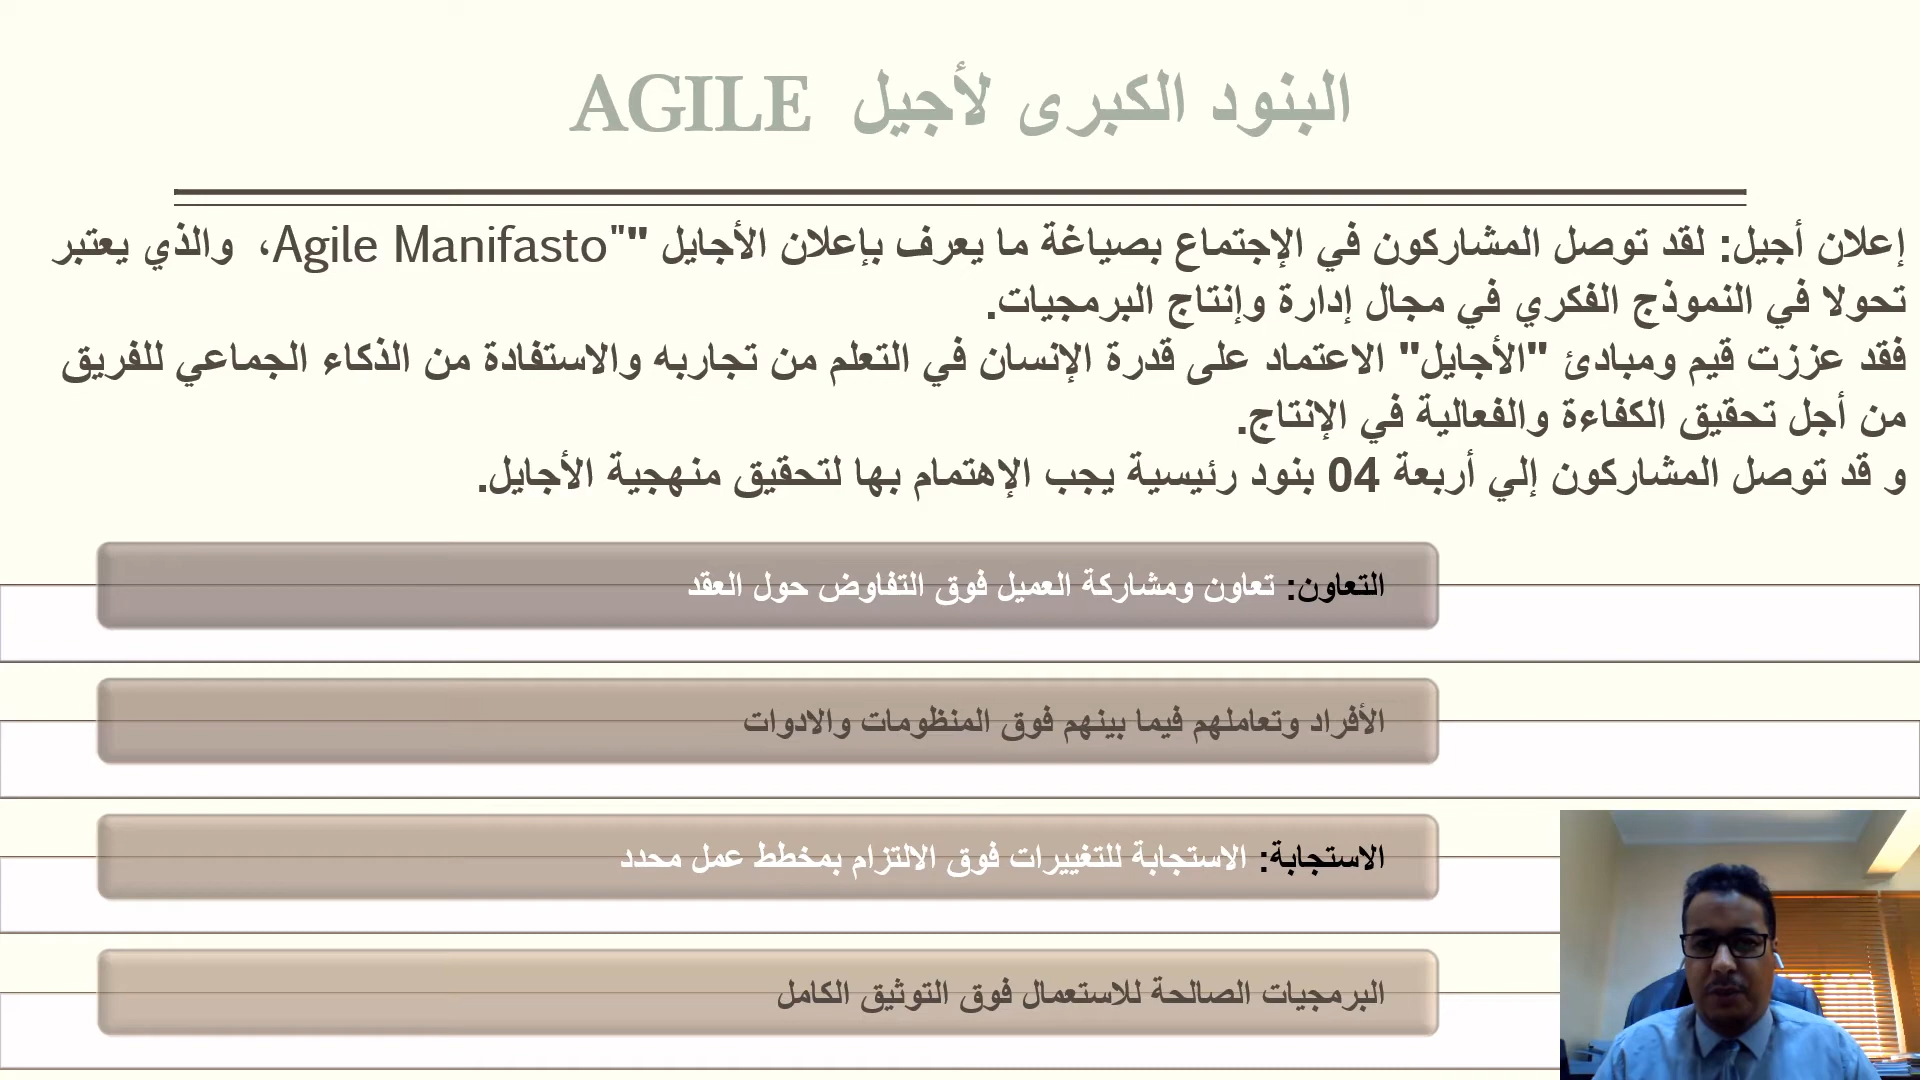 البنود الكبرى لأجيل AGILE
إعلان أجيل: لقد توصل المشاركون في الإجتماع بصياغة ما يعرف بإعلان الأجايل "Agile Manifasto""، والذي يعتبر
تحولا في النموذج الفكري في مجال إدارة وإنتاج البرمجيات.
فقد عززت قيم ومبادئ "الأجايل" الاعتماد على قدرة الإنسان في التعلم من تجاربه والاستفادة من الذكاء الجماعي للفريق
من أجل تحقيق الكفاءة والفعالية في الإنتاج.
و قد توصل المشاركون إلي أربعة 04 بنود رئيسية يجب الإهتمام بها لتحقيق منهجية الأجايل.
التعاون: تعاون ومشاركة العميل فوق التفاوض حول العقد
الأفراد وتعاملهم فيما بينهم فوق المنظومات والادوات
الاستجابة: الاستجابة للتغييرات فوق الالتزام بمخطط عمل محدد
البرمجيات الصالحة للاستعمال فوق التوثيق الكامل